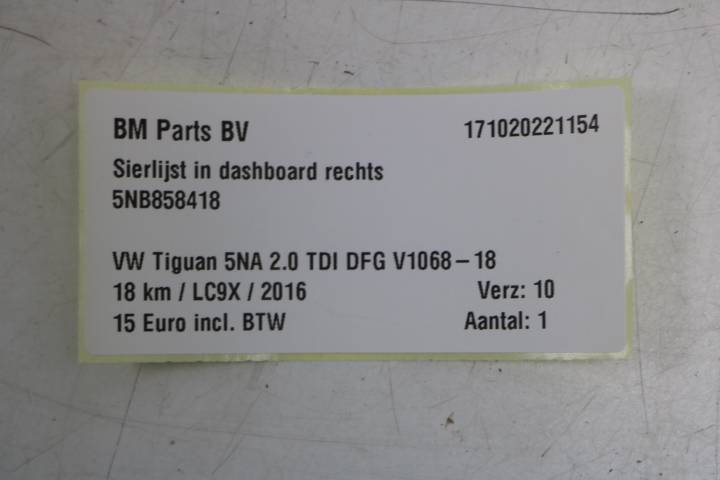 BM Parts BV 171020221154
Sierlijst in dashboard rechts
5NB858418
VW Tiguan 5NA 2.0 TDI DFG V1068 – 18
18 km / LC9X / 2016 Verz: 10
15 Euro incl. BTW Aantal: 1